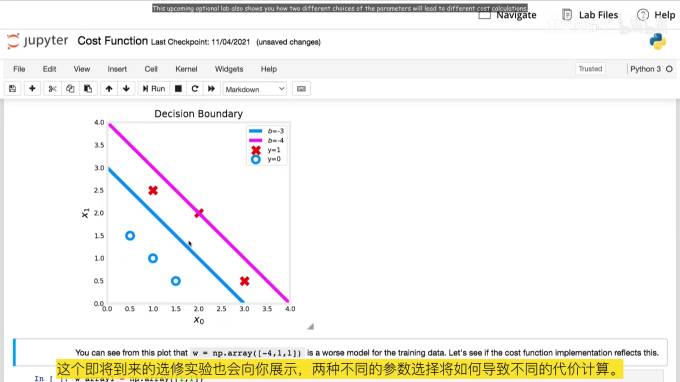 This upcoming optional lab also shows you how two different choices of the parameters will lead to different cost calculations.
Navigate Lab Files Help
jupyter Cost Function Last Checkpoint: 11/04/2021 (unsaved changes)
File Edit View Insert Cell Kernel Widgets Help Trusted Python 3
Run Markdown
Decision Boundary
4.0
3.5
3.0
2.5
2.0
1.5
1.0
0.5
0.0
x1
b=-3
b=-4
y=1
y=0
0.0 0.5 1.0 1.5 2.0 2.5 3.0 3.5 4.0
x0
You can see from this plot that w = np.array([-4,1,1]) is a worse model for the training data. Let's see if the cost function implementation reflects this.
这个即将到来的选修实验也会向你展示，两种不同的参数选择将如何导致不同的代价计算。